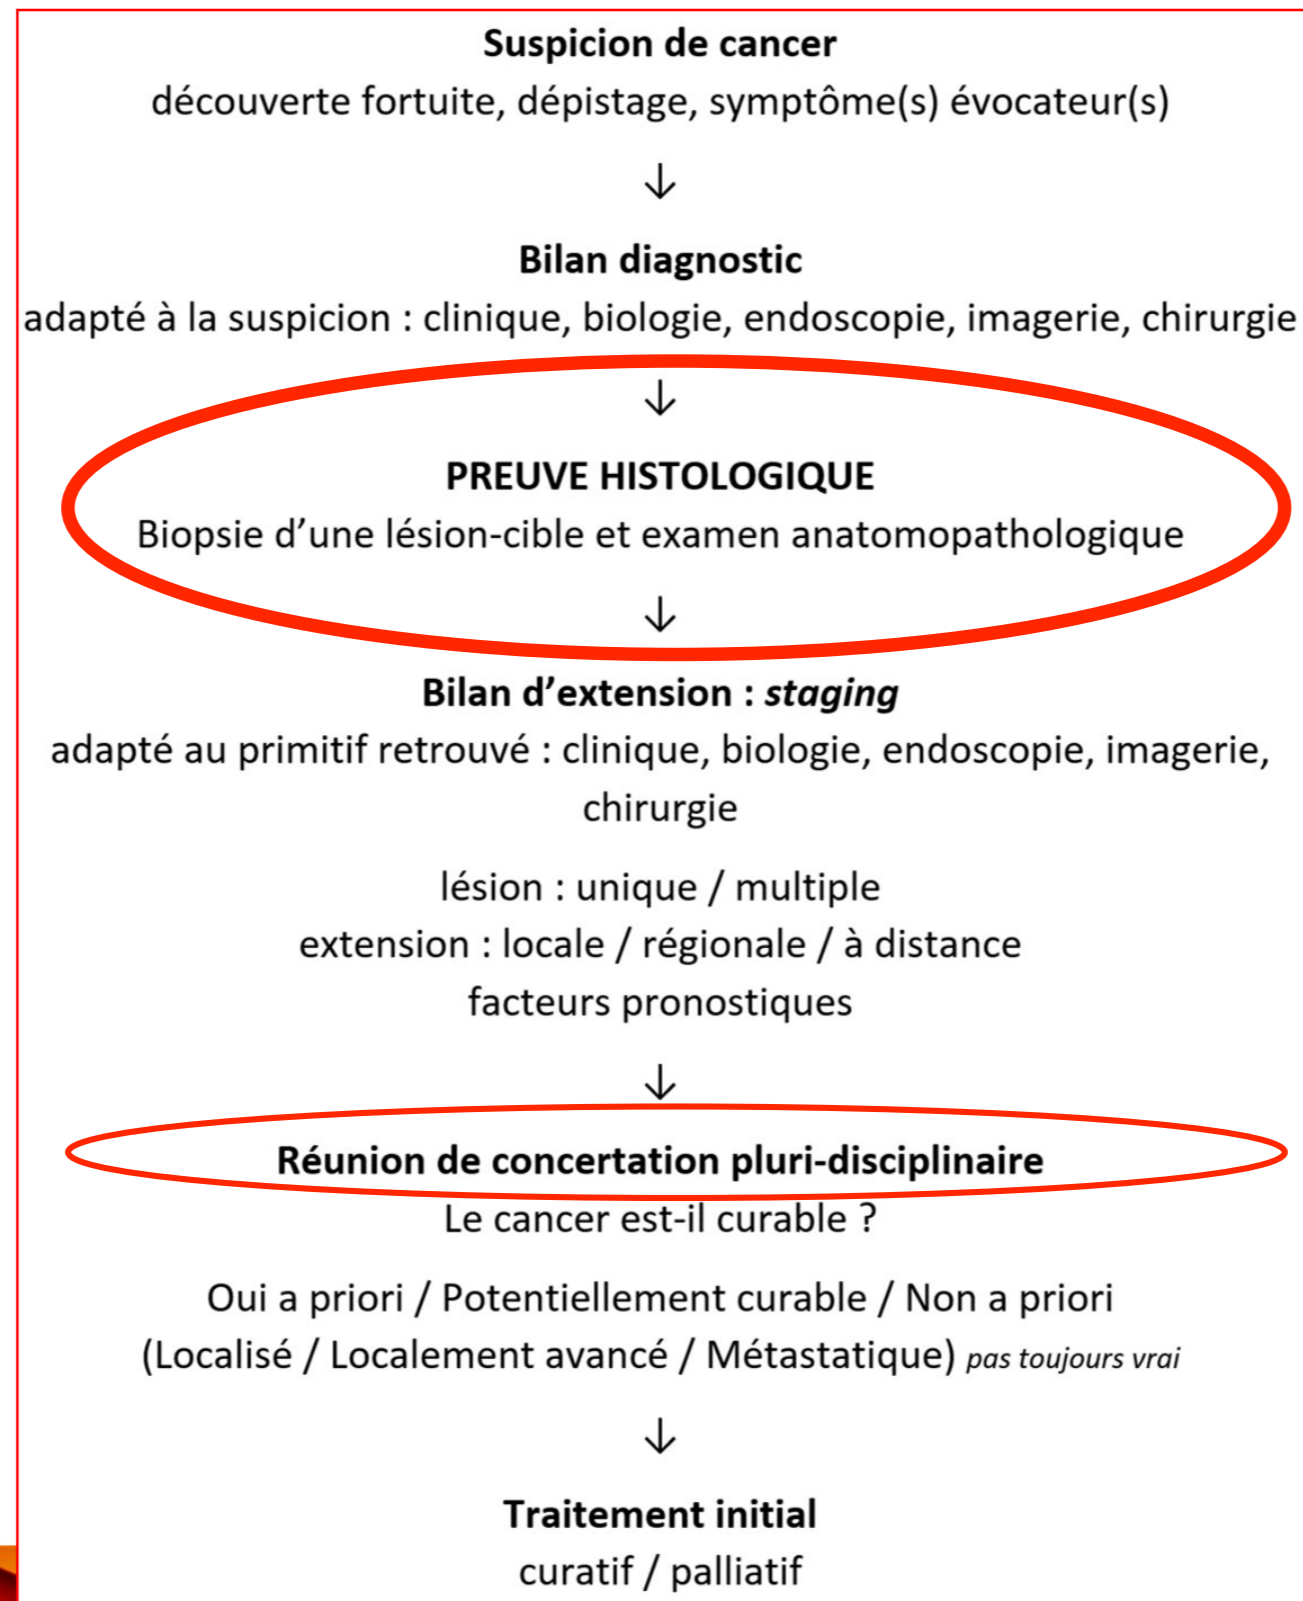 Suspicion de cancer
découverte fortuite, dépistage, symptôme(s) évocateur(s)
↓
Bilan diagnostic
adapté à la suspicion : clinique, biologie, endoscopie, imagerie, chirurgie
↓
PREUVE HISTOLOGIQUE
Biopsie d’une lésion-cible et examen anatomopathologique
↓
Bilan d’extension : staging
adapté au primitif retrouvé : clinique, biologie, endoscopie, imagerie,
chirurgie
lésion : unique / multiple
extension : locale / régionale / à distance
facteurs pronostiques
↓
Réunion de concertation pluri-disciplinaire
Le cancer est-il curable ?
Oui a priori / Potentiellement curable / Non a priori
(Localisé / Localement avancé / Métastatique) pas toujours vrai
↓
Traitement initial
curatif / palliatif